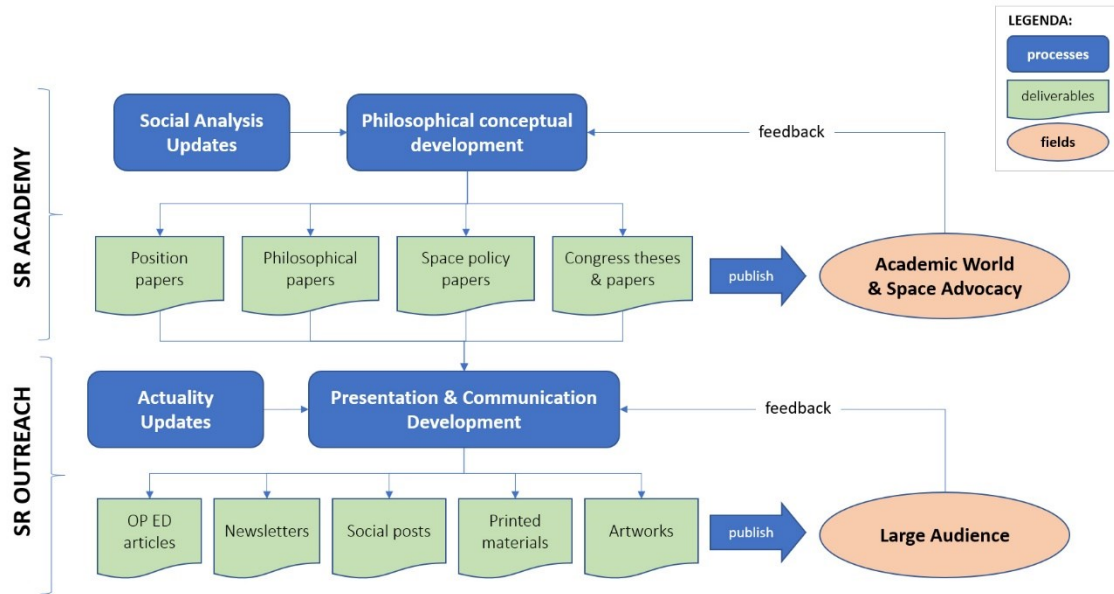 LEGENDA:
processes
deliverables
fields
SR ACADEMY
Social Analysis
Updates
Philosophical conceptual
development
feedback
Position
papers
Philosophical
papers
Space policy
papers
Congress theses
& papers
publish
Academic World
& Space Advocacy
SR OUTREACH
Actuality
Updates
Presentation & Communication
Development
feedback
OP ED
articles
Newsletters
Social posts
Printed
materials
Artworks
publish
Large Audience